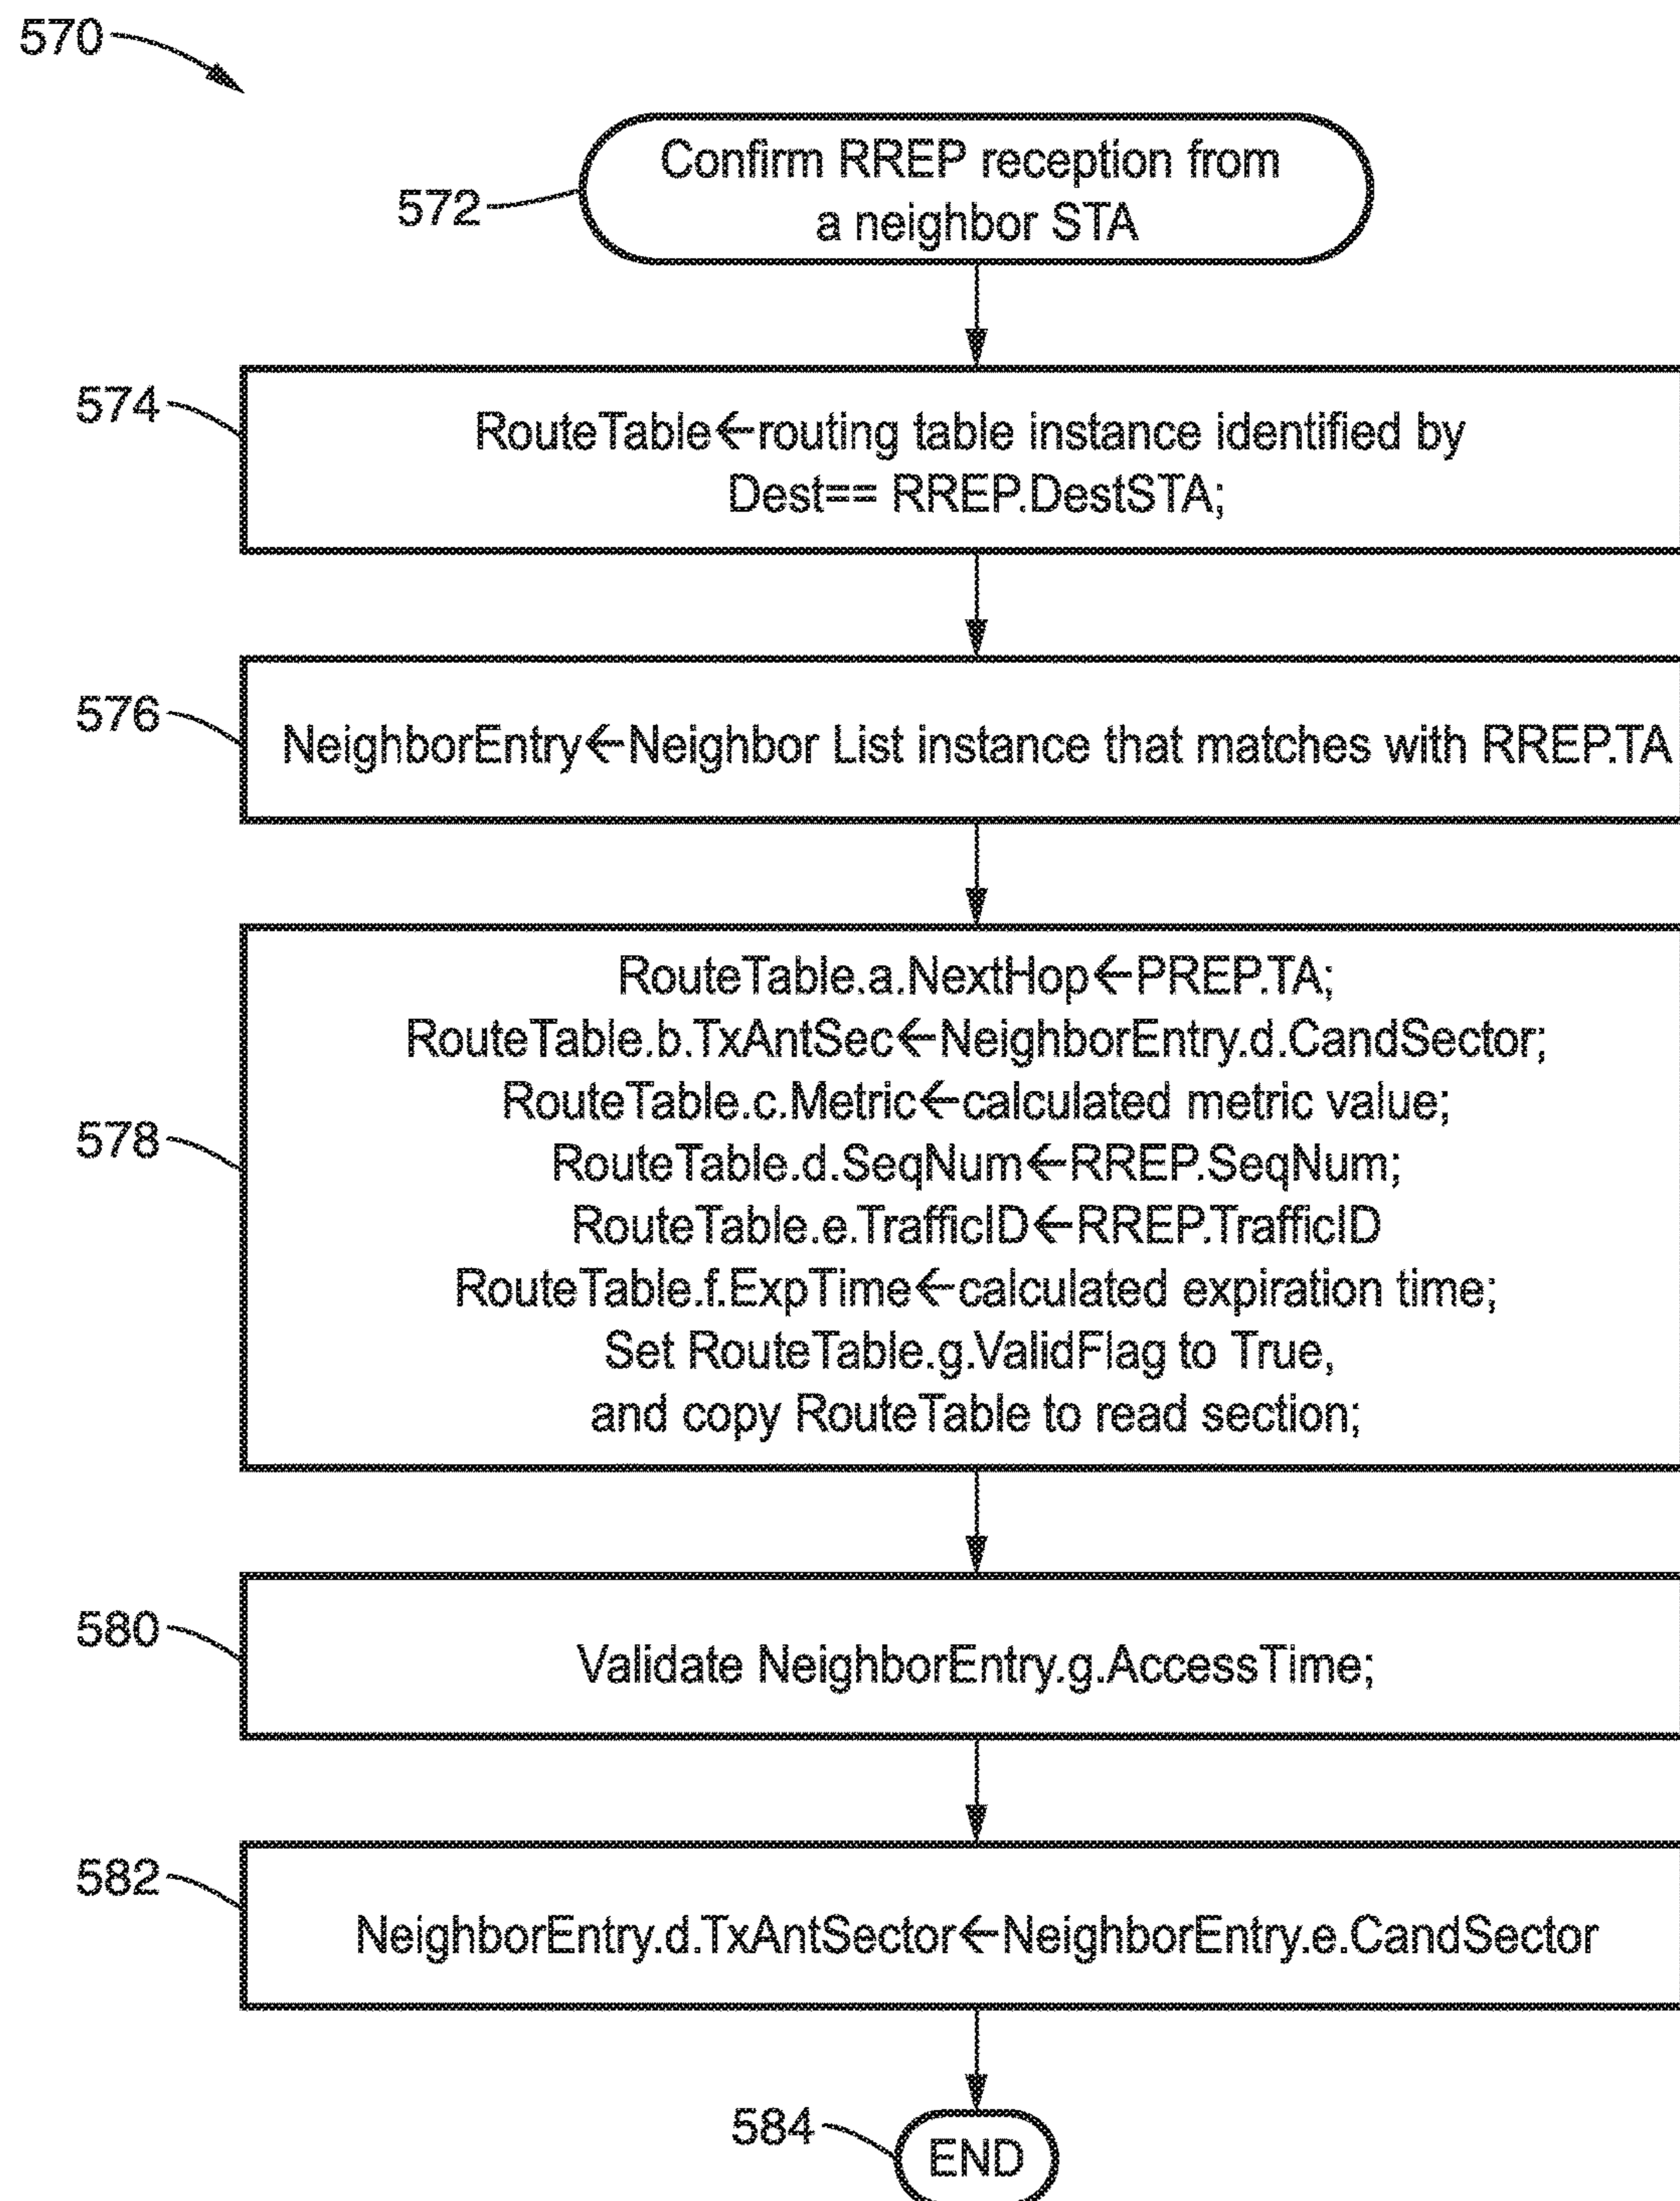 570
572
Confirm RREP reception from
a neighbor STA
574
RouteTable←routing table instance identified by
Dest== RREP.DestSTA;
576
NeighborEntry←Neighbor List instance that matches with RREP.TA
578
RouteTable.a.NextHop←PREP.TA;
RouteTable.b.TxAntSec←NeighborEntry.d.CandSector;
RouteTable.c.Metric←calculated metric value;
RouteTable.d.SeqNum←RREP.SeqNum;
RouteTable.e.TrafficID←RREP.TrafficID
RouteTable.f.ExpTime←calculated expiration time;
Set RouteTable.g.ValidFlag to True,
and copy RouteTable to read section;
580
Validate NeighborEntry.g.AccessTime;
582
NeighborEntry.d.TxAntSector←NeighborEntry.e.CandSector
584
END